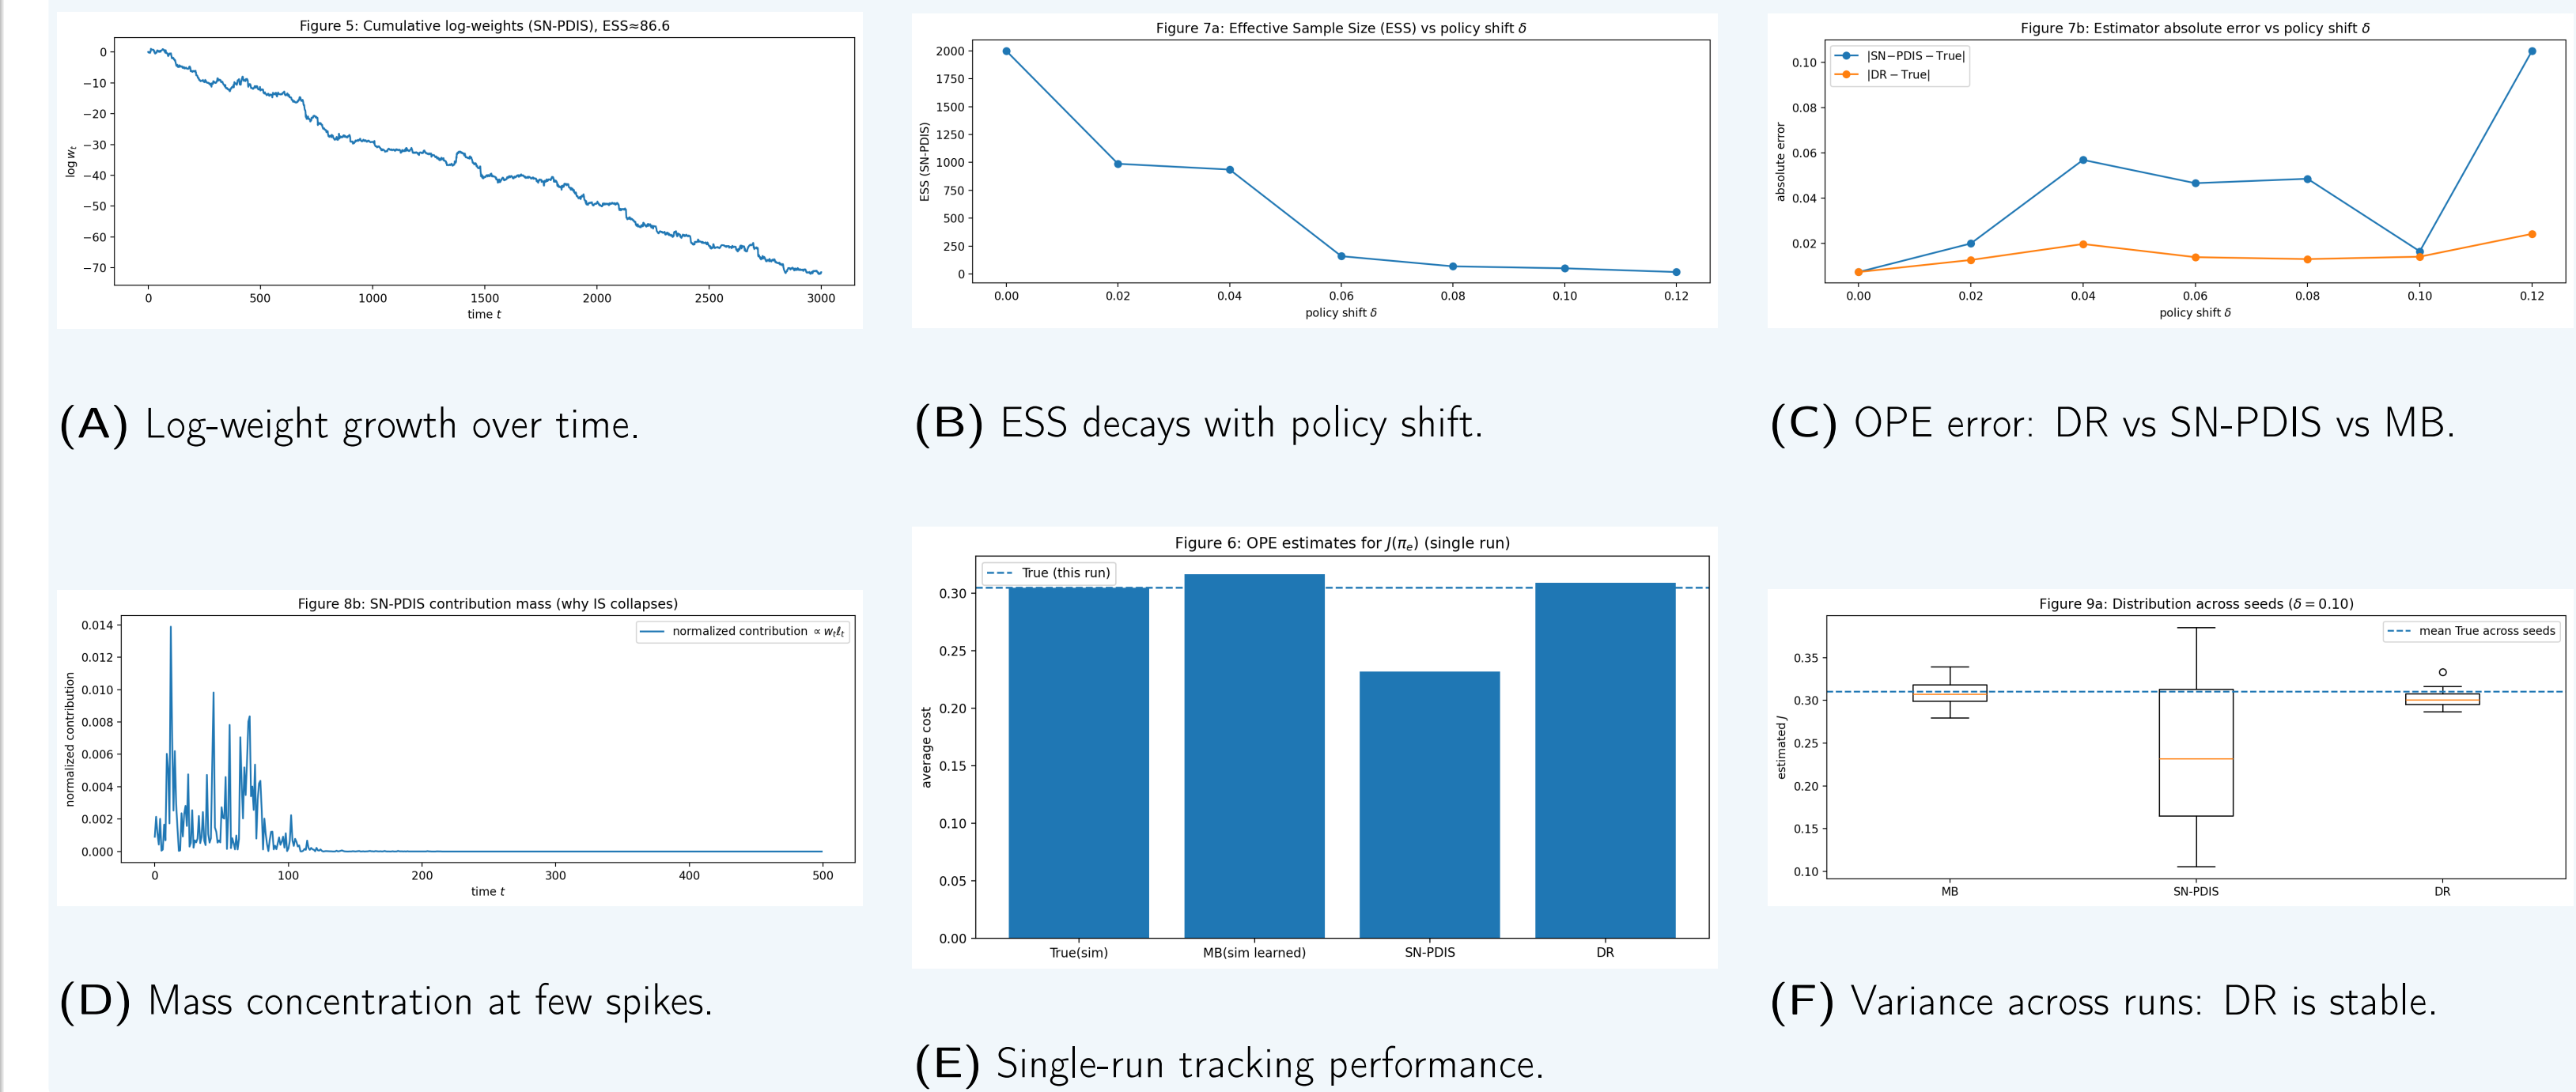 Figure 5: Cumulative log-weights (SN-PDIS), ESS≈86.6
0
−10
−20
−30
−40
−50
−60
−70
log w_t
0 500 1000 1500 2000 2500 3000
time t
(A) Log-weight growth over time.
Figure 7a: Effective Sample Size (ESS) vs policy shift δ
2000
1750
1500
1250
1000
750
500
250
0
ESS (SN-PDIS)
0.00 0.02 0.04 0.06 0.08 0.10 0.12
policy shift δ
(B) ESS decays with policy shift.
Figure 7b: Estimator absolute error vs policy shift δ
|SN−PDIS − True|
|DR − True|
0.10
0.08
0.06
0.04
0.02
absolute error
0.00 0.02 0.04 0.06 0.08 0.10 0.12
policy shift δ
(C) OPE error: DR vs SN-PDIS vs MB.
Figure 8b: SN-PDIS contribution mass (why IS collapses)
normalized contribution ∝ w_tℓ_t
0.014
0.012
0.010
0.008
0.006
0.004
0.002
0.000
normalized contribution
0 100 200 300 400 500
time t
(D) Mass concentration at few spikes.
Figure 6: OPE estimates for J(π_e) (single run)
True (this run)
0.30
0.25
0.20
0.15
0.10
0.05
0.00
average cost
True(sim) MB(sim learned) SN-PDIS DR
(E) Single-run tracking performance.
Figure 9a: Distribution across seeds (δ = 0.10)
mean True across seeds
0.35
0.30
0.25
0.20
0.15
0.10
estimated J
MB SN-PDIS DR
(F) Variance across runs: DR is stable.